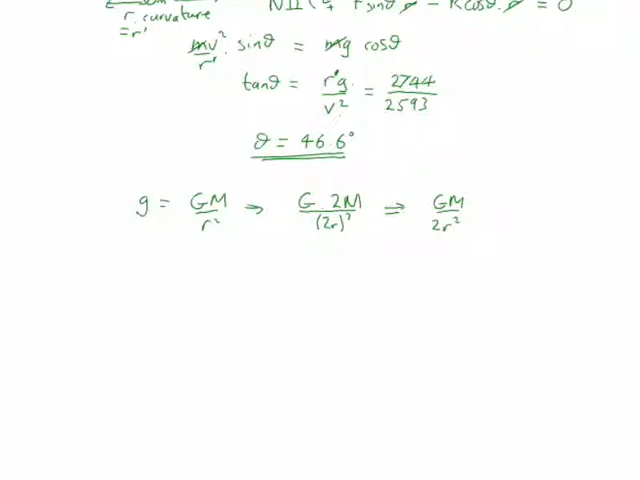 r. curvature
= r'
mv²/r' . sinθ = mg cosθ
tanθ = r'g/v² = 2744/2593
θ = 46.6°
g = GM/r² ⇒ G 2M/(2r)² ⇒ GM/2r²